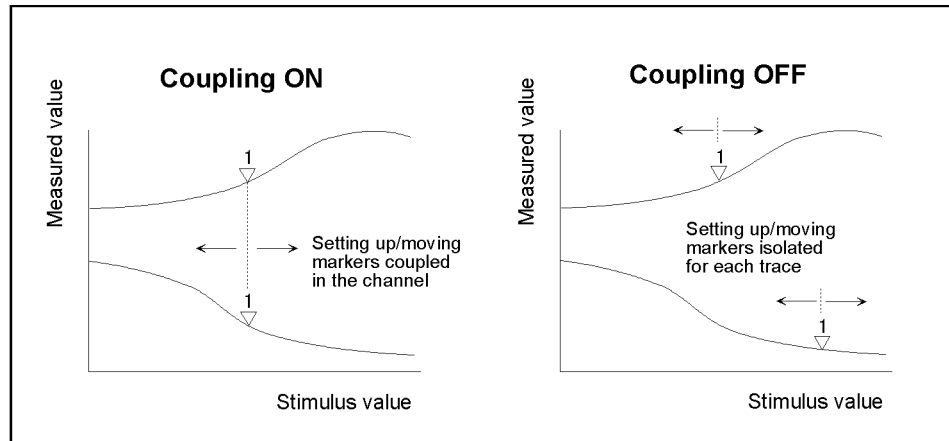 Coupling ON
Measured value
1
Setting up/moving
markers coupled
in the channel
1
Stimulus value
Coupling OFF
Measured value
1
Setting up/moving
markers isolated
for each trace
1
Stimulus value